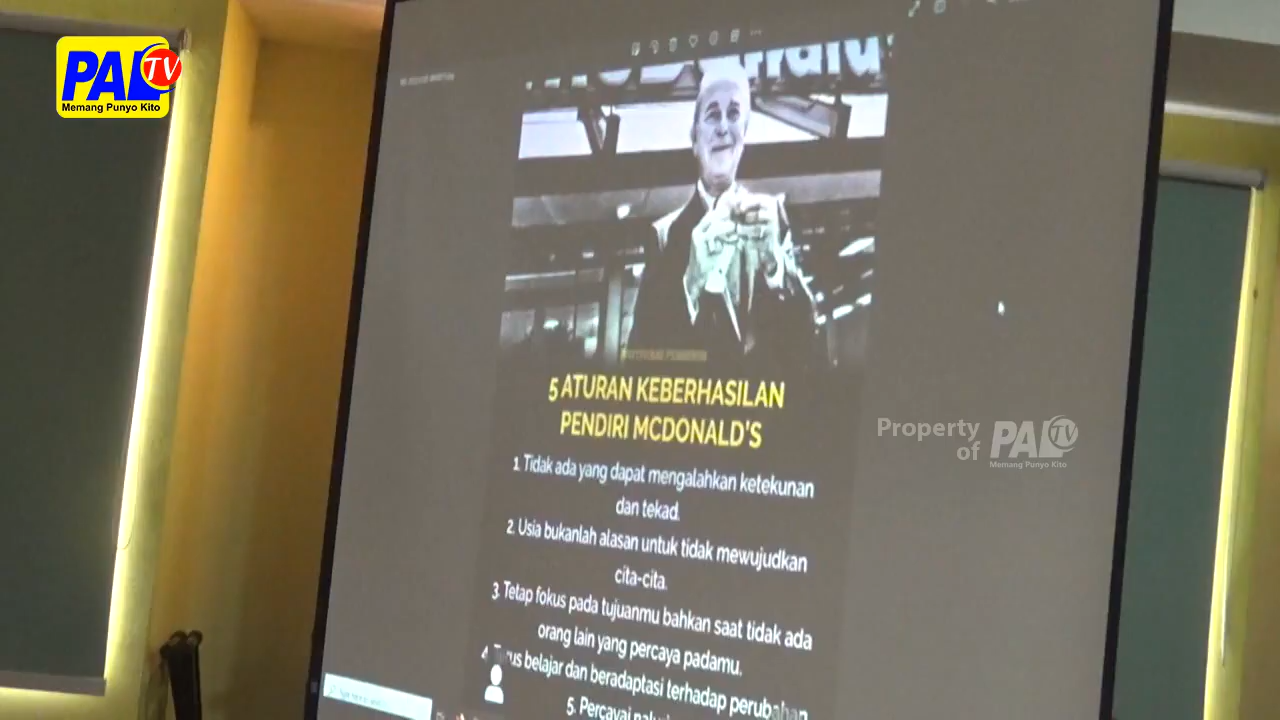 PAL TV
Memang Punyo Kito
5 ATURAN KEBERHASILAN
PENDIRI MCDONALD'S
1. Tidak ada yang dapat mengalahkan ketekunan
dan tekad.
2. Usia bukanlah alasan untuk tidak mewujudkan
cita-cita.
3. Tetap fokus pada tujuanmu bahkan saat tidak ada
orang lain yang percaya padamu.
belajar dan beradaptasi terhadap perubahan
5. Percayai
Property
of PAL TV
Memang Punyo Kito